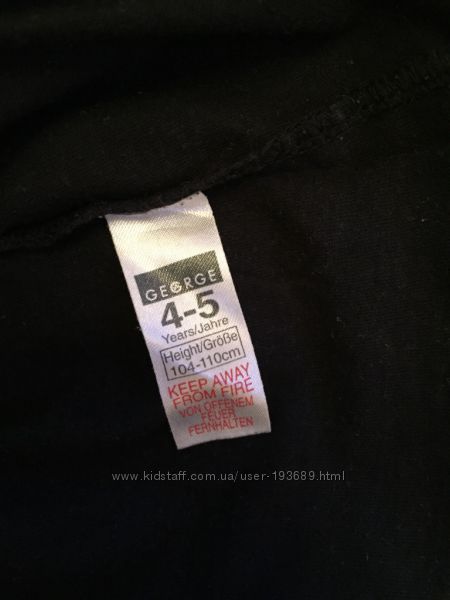 GEORGE
4-5
Years/Jahre
Height/Größe
104-110cm
KEEP AWAY
FROM FIRE
VON OFFENEM
FEUER
FERNHALTEN
www.kidstaff.com.ua/user-193689.html